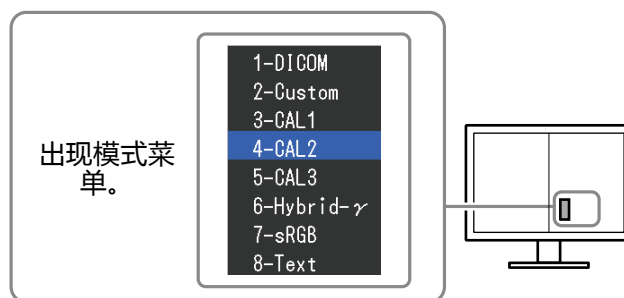 出现模式菜
单。
1-DICOM
2-Custom
3-CAL1
4-CAL2
5-CAL3
6-Hybrid-γ
7-sRGB
8-Text